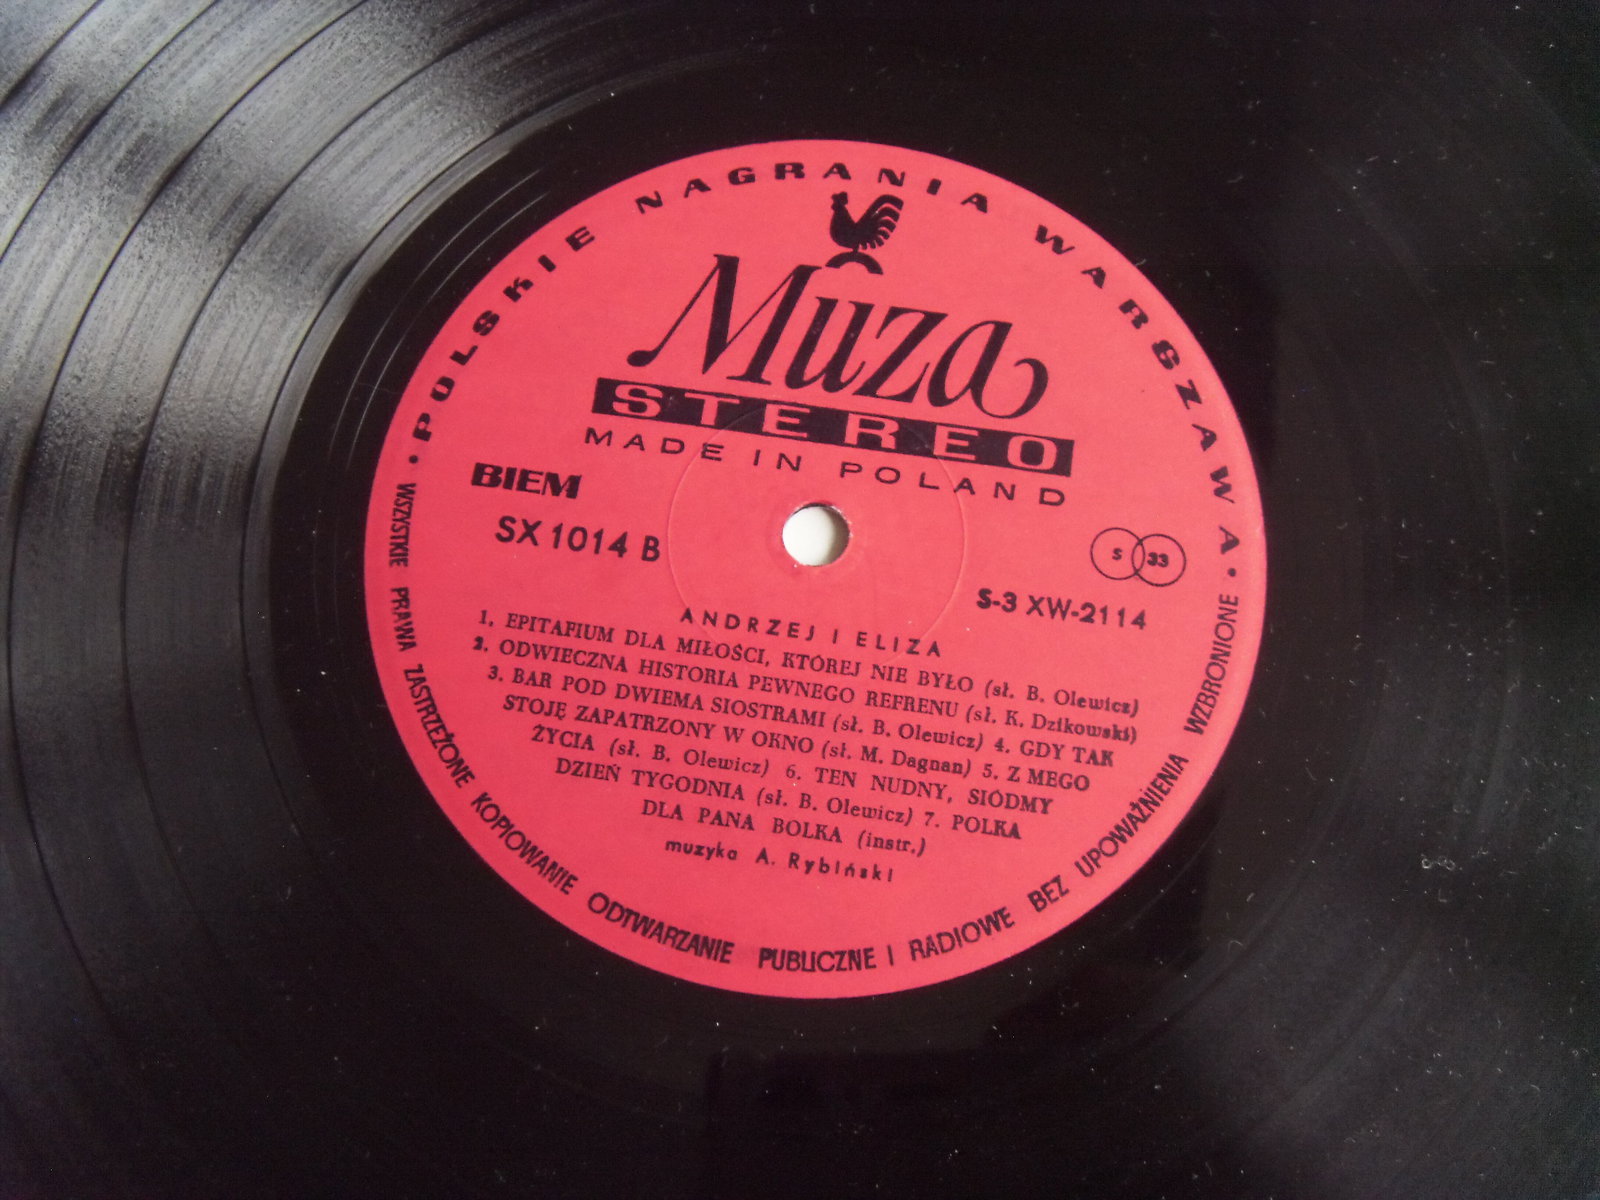 • POLSKIE NAGRANIA WARSZAWA •
Muza
STEREO
MADE IN POLAND
BIEM
SX 1014 B
S 33
S-3 XW-2114
ANDRZEJ I ELIZA
1. EPITAFIUM DLA MIŁOŚCI, KTÓREJ NIE BYŁO (sł. B. Olewicz)
2. ODWIECZNA HISTORIA PEWNEGO REFRENU (sł. K. Dzikowski)
3. BAR POD DWIEMA SIOSTRAMI (sł. B. Olewicz) 4. GDY TAK
STOJĘ ZAPATRZONY W OKNO (sł. M. Dagnan) 5. Z MEGO
ŻYCIA (sł. B. Olewicz) 6. TEN NUDNY, SIÓDMY
DZIEŃ TYGODNIA (sł. B. Olewicz) 7. POLKA
DLA PANA BOLKA (instr.)
muzyka A. Rybiński
WSZYSTKIE PRAWA ZASTRZEŻONE KOPIOWANIE ODTWARZANIE PUBLICZNE I RADIOWE BEZ UPOWAŻNIENIA WZBRONIONE